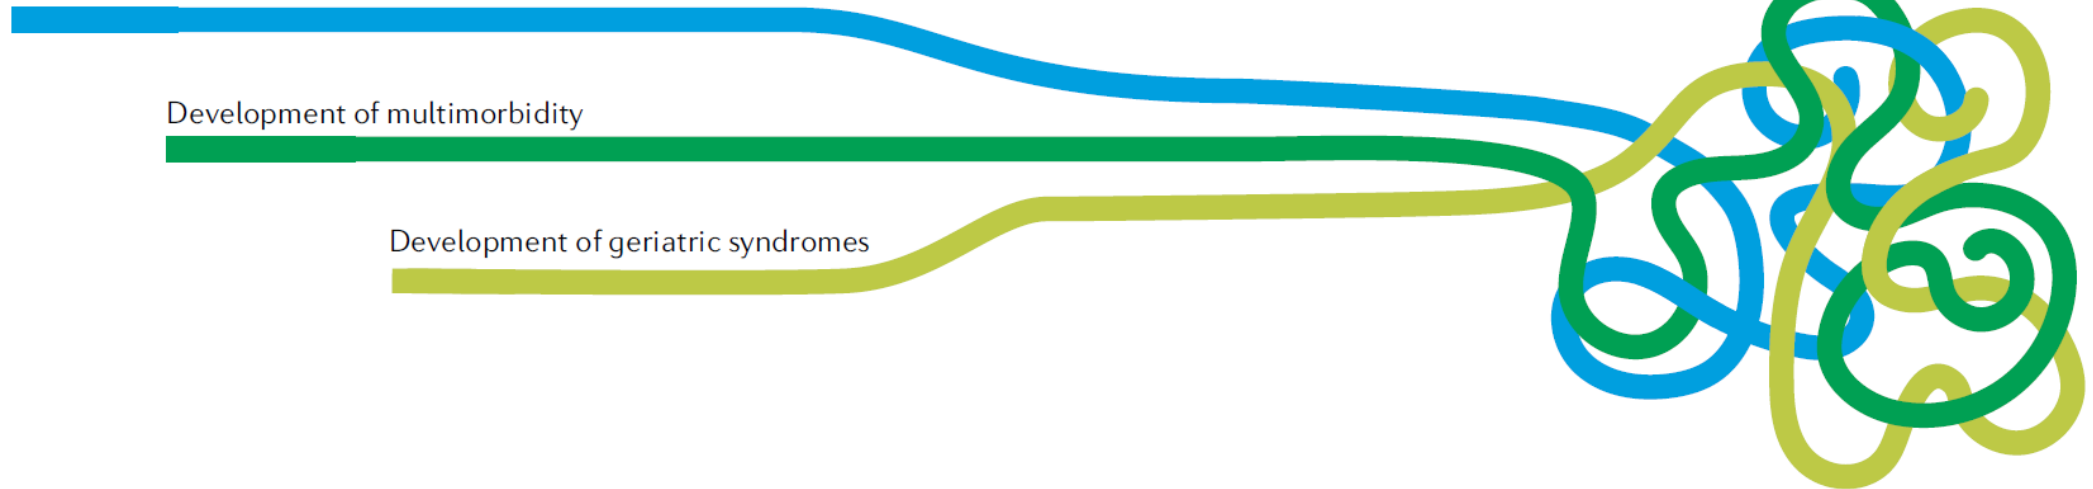 Development of multimorbidity
Development of geriatric syndromes